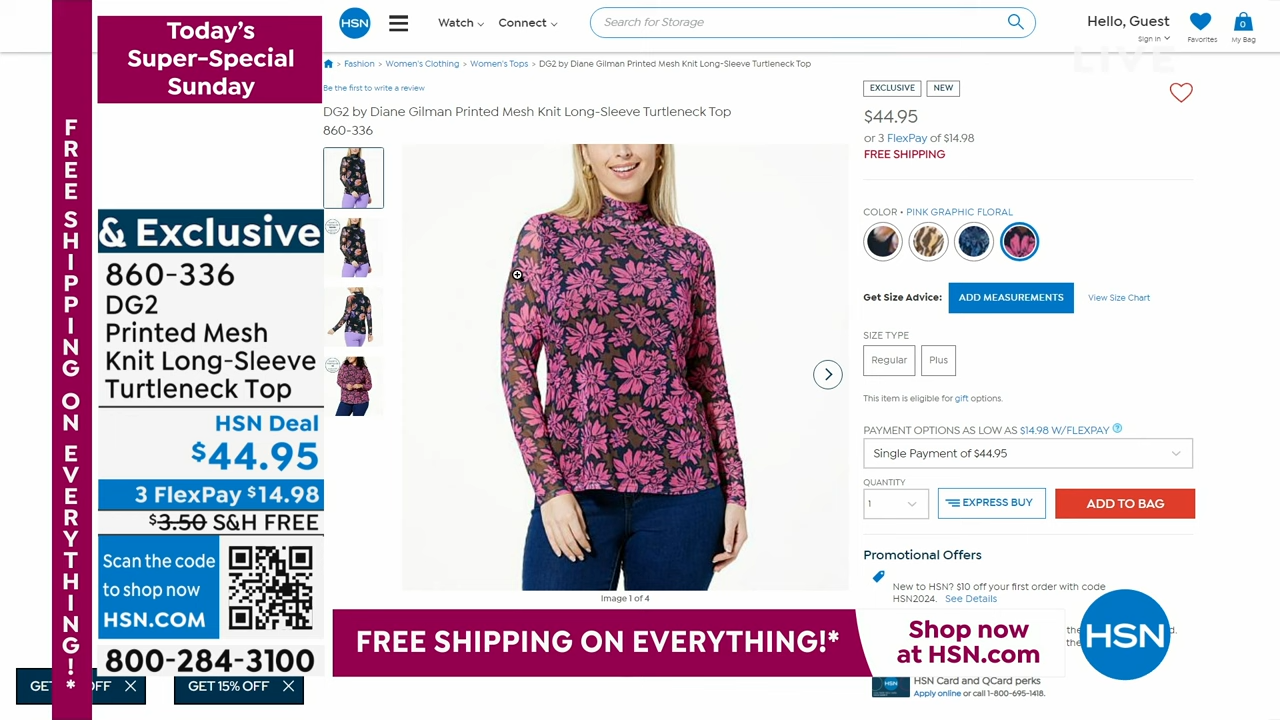 Today's
Super-Special
Sunday
FREE SHIPPING ON EVERYTHING!*
& Exclusive
860-336
DG2
Printed Mesh
Knit Long-Sleeve
Turtleneck Top
HSN Deal
$44.95
3 FlexPay $14.98
$3.50 S&H FREE
Scan the code
to shop now
HSN.COM
800-284-3100
GET OFF X
GET 15% OFF X
HSN
Watch
Connect
Search for Storage
Hello, Guest
Sign in
Favorites
0
My Bag
LIVE
> Fashion > Women's Clothing > Women's Tops > DG2 by Diane Gilman Printed Mesh Knit Long-Sleeve Turtleneck Top
Be the first to write a review
DG2 by Diane Gilman Printed Mesh Knit Long-Sleeve Turtleneck Top
860-336
Image 1 of 4
EXCLUSIVE NEW
$44.95
or 3 FlexPay of $14.98
FREE SHIPPING
COLOR • PINK GRAPHIC FLORAL
Get Size Advice: ADD MEASUREMENTS View Size Chart
SIZE TYPE
Regular Plus
This item is eligible for gift options.
PAYMENT OPTIONS AS LOW AS $14.98 W/FLEXPAY ?
Single Payment of $44.95
QUANTITY
1
EXPRESS BUY
ADD TO BAG
Promotional Offers
New to HSN? $10 off your first order with code
HSN2024. See Details
FREE SHIPPING ON EVERYTHING!*
Shop now
at HSN.com
HSN
HSN Card and QCard perks
Apply online or call 1-800-695-1418.